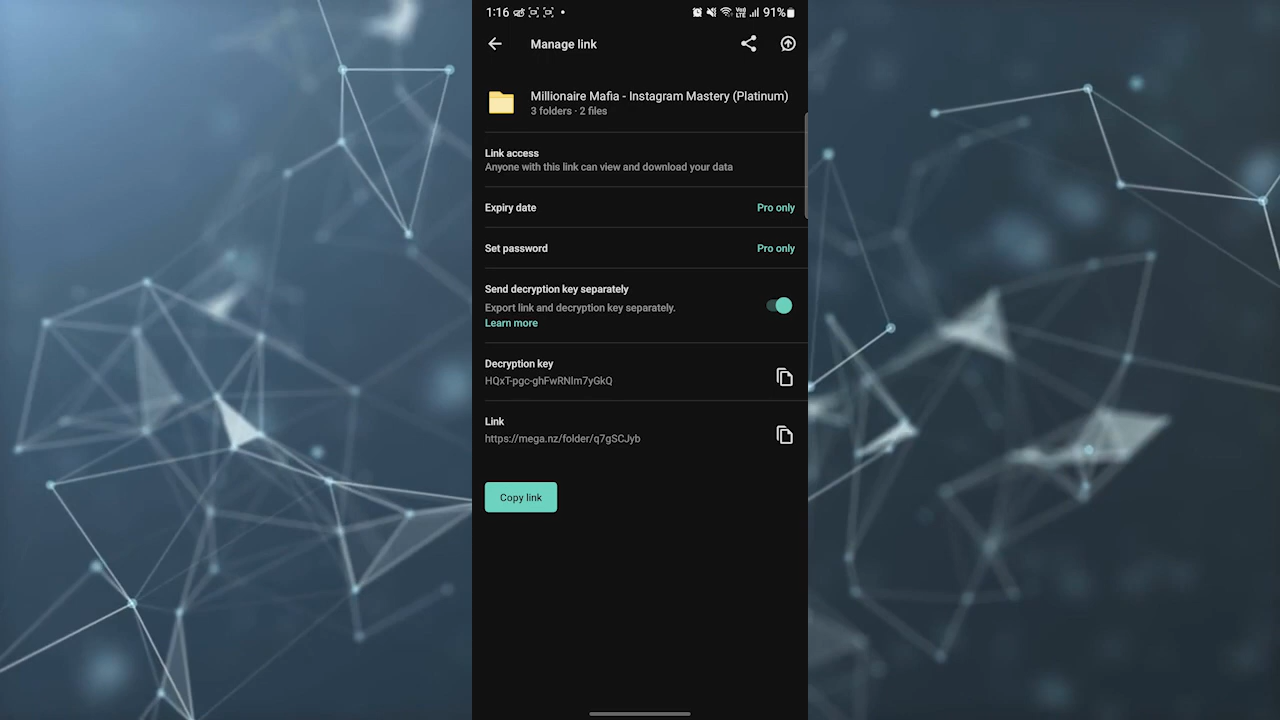 1:16
VoD LTE 91%
Manage link
Millionaire Mafia - Instagram Mastery (Platinum)
3 folders · 2 files
Link access
Anyone with this link can view and download your data
Expiry date Pro only
Set password Pro only
Send decryption key separately
Export link and decryption key separately.
Learn more
Decryption key
HQxT-pgc-ghFwRNIm7yGkQ
Link
https://mega.nz/folder/q7gSCJyb
Copy link